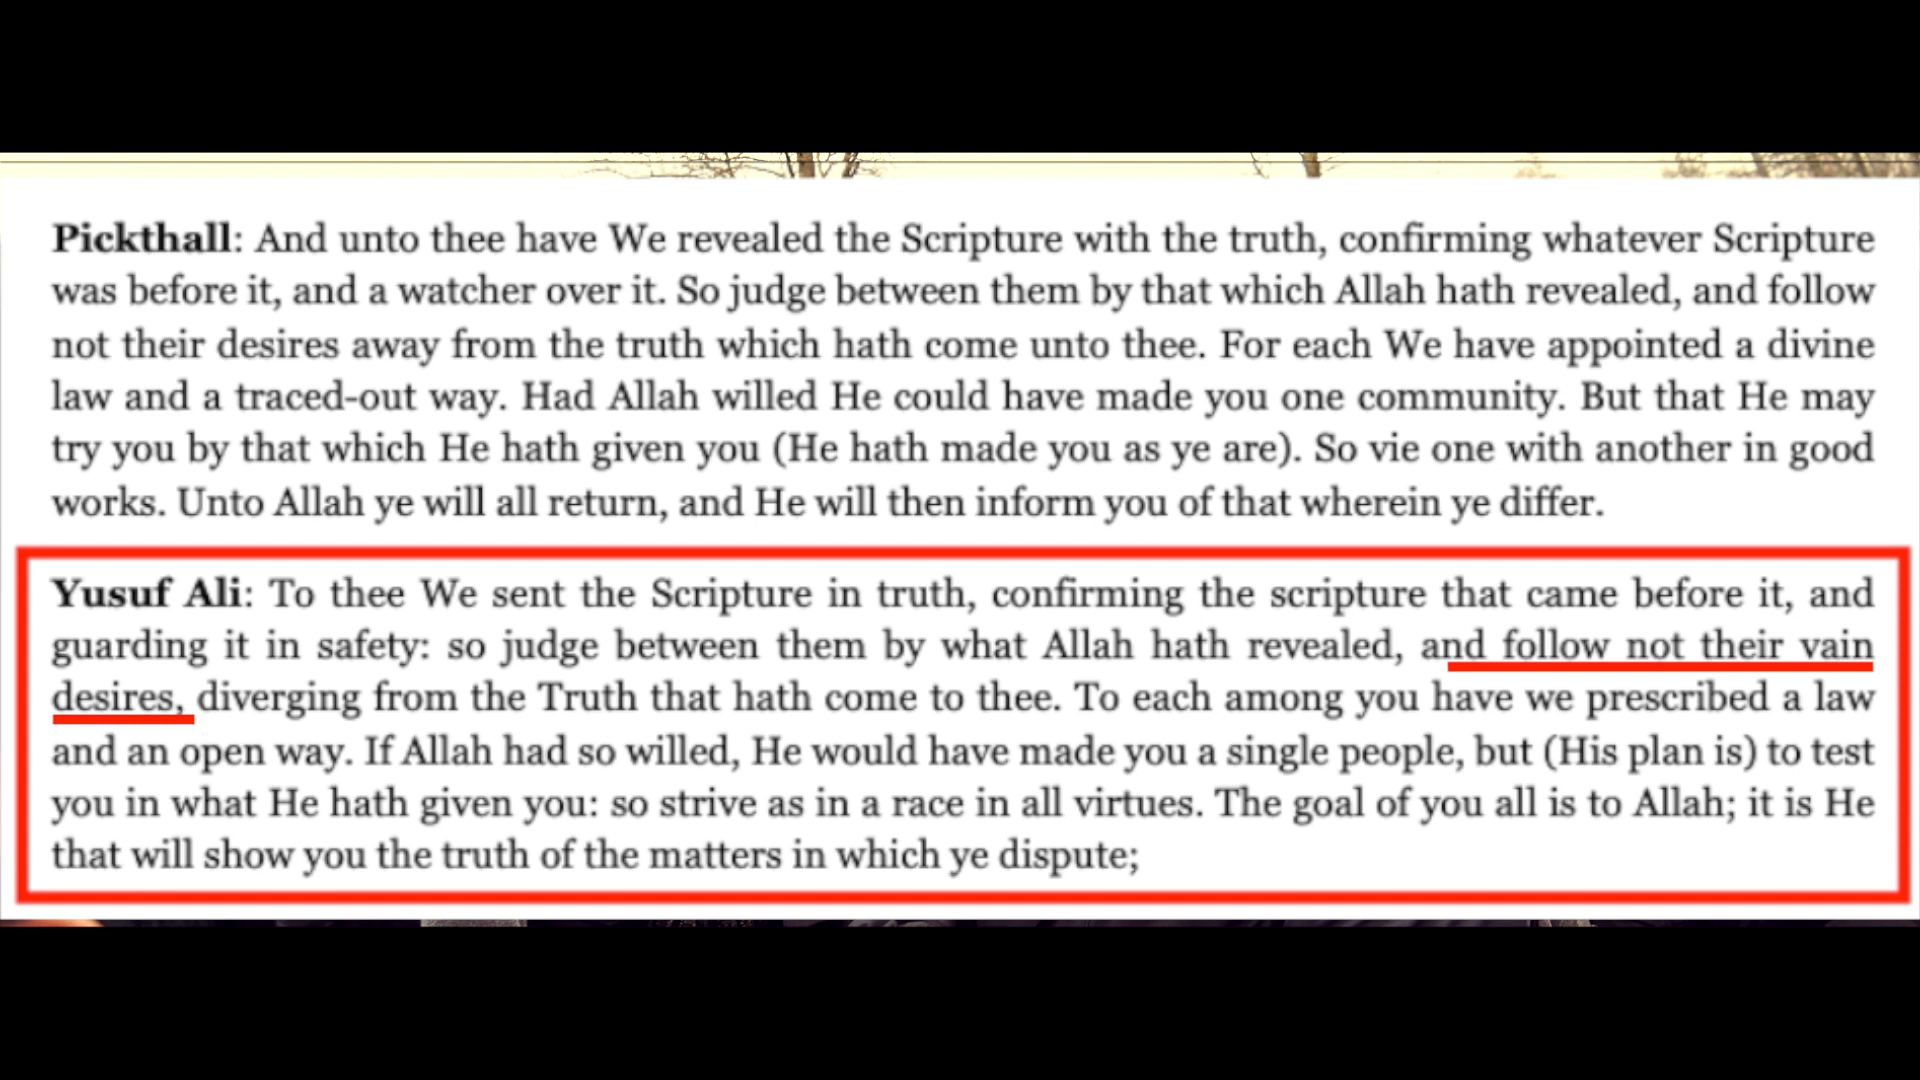 Pickthall: And unto thee have We revealed the Scripture with the truth, confirming whatever Scripture
was before it, and a watcher over it. So judge between them by that which Allah hath revealed, and follow
not their desires away from the truth which hath come unto thee. For each We have appointed a divine
law and a traced-out way. Had Allah willed He could have made you one community. But that He may
try you by that which He hath given you (He hath made you as ye are). So vie one with another in good
works. Unto Allah ye will all return, and He will then inform you of that wherein ye differ.
Yusuf Ali: To thee We sent the Scripture in truth, confirming the scripture that came before it, and
guarding it in safety: so judge between them by what Allah hath revealed, and follow not their vain
desires, diverging from the Truth that hath come to thee. To each among you have we prescribed a law
and an open way. If Allah had so willed, He would have made you a single people, but (His plan is) to test
you in what He hath given you: so strive as in a race in all virtues. The goal of you all is to Allah; it is He
that will show you the truth of the matters in which ye dispute;